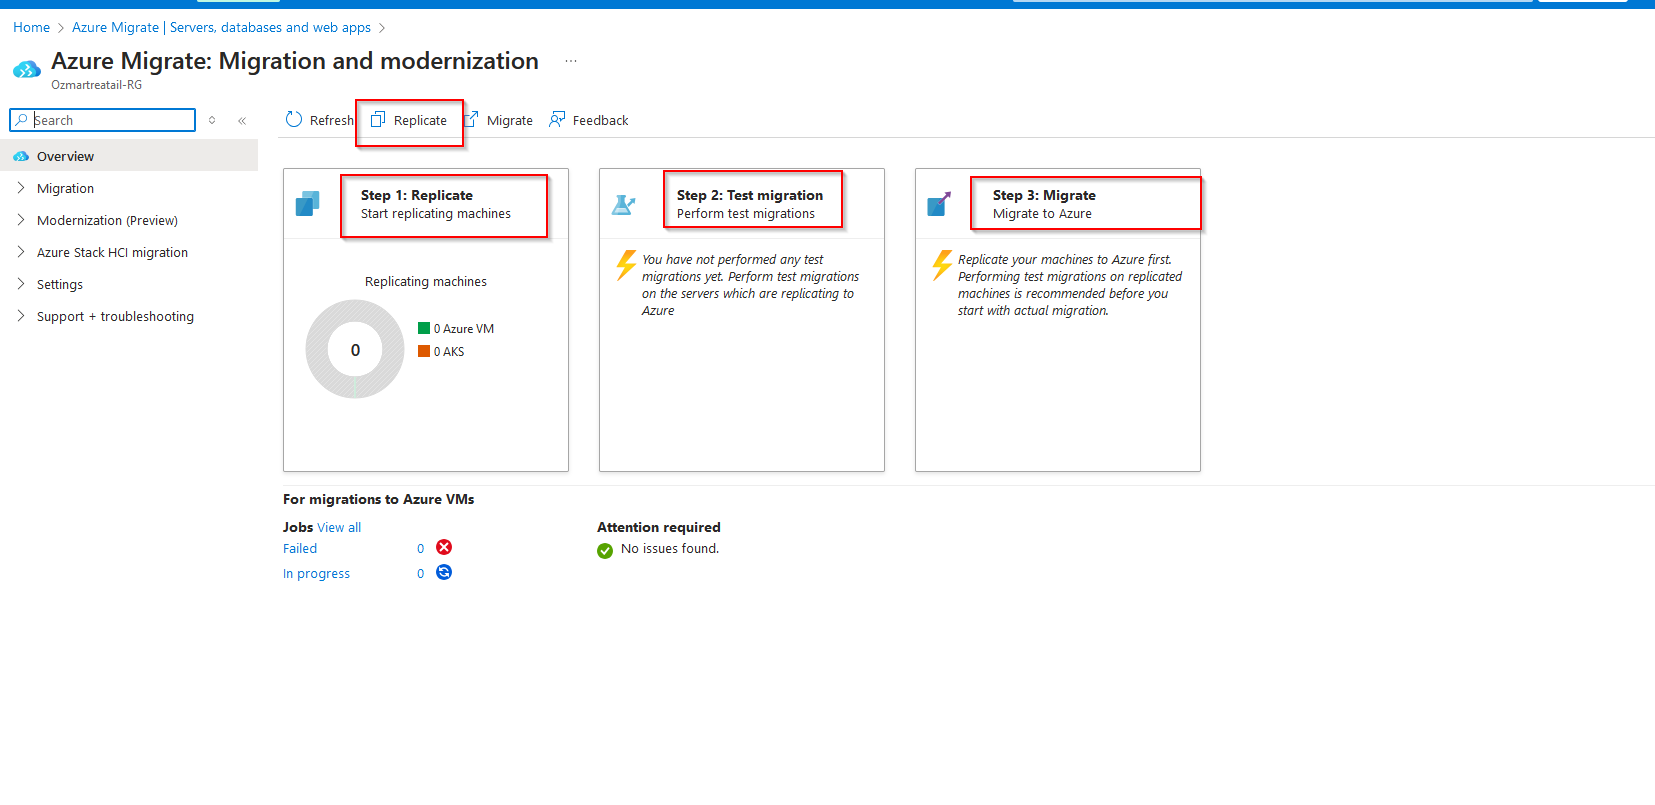 Home > Azure Migrate | Servers, databases and web apps >
Azure Migrate: Migration and modernization ...
Ozmartreatail-RG
Search
Refresh Replicate Migrate Feedback
Overview
Migration
Modernization (Preview)
Azure Stack HCI migration
Settings
Support + troubleshooting
Step 1: Replicate
Start replicating machines
Replicating machines
0
0 Azure VM
0 AKS
Step 2: Test migration
Perform test migrations
You have not performed any test
migrations yet. Perform test migrations
on the servers which are replicating to
Azure
Step 3: Migrate
Migrate to Azure
Replicate your machines to Azure first.
Performing test migrations on replicated
machines is recommended before you
start with actual migration.
For migrations to Azure VMs
Jobs View all
Failed 0
In progress 0
Attention required
No issues found.